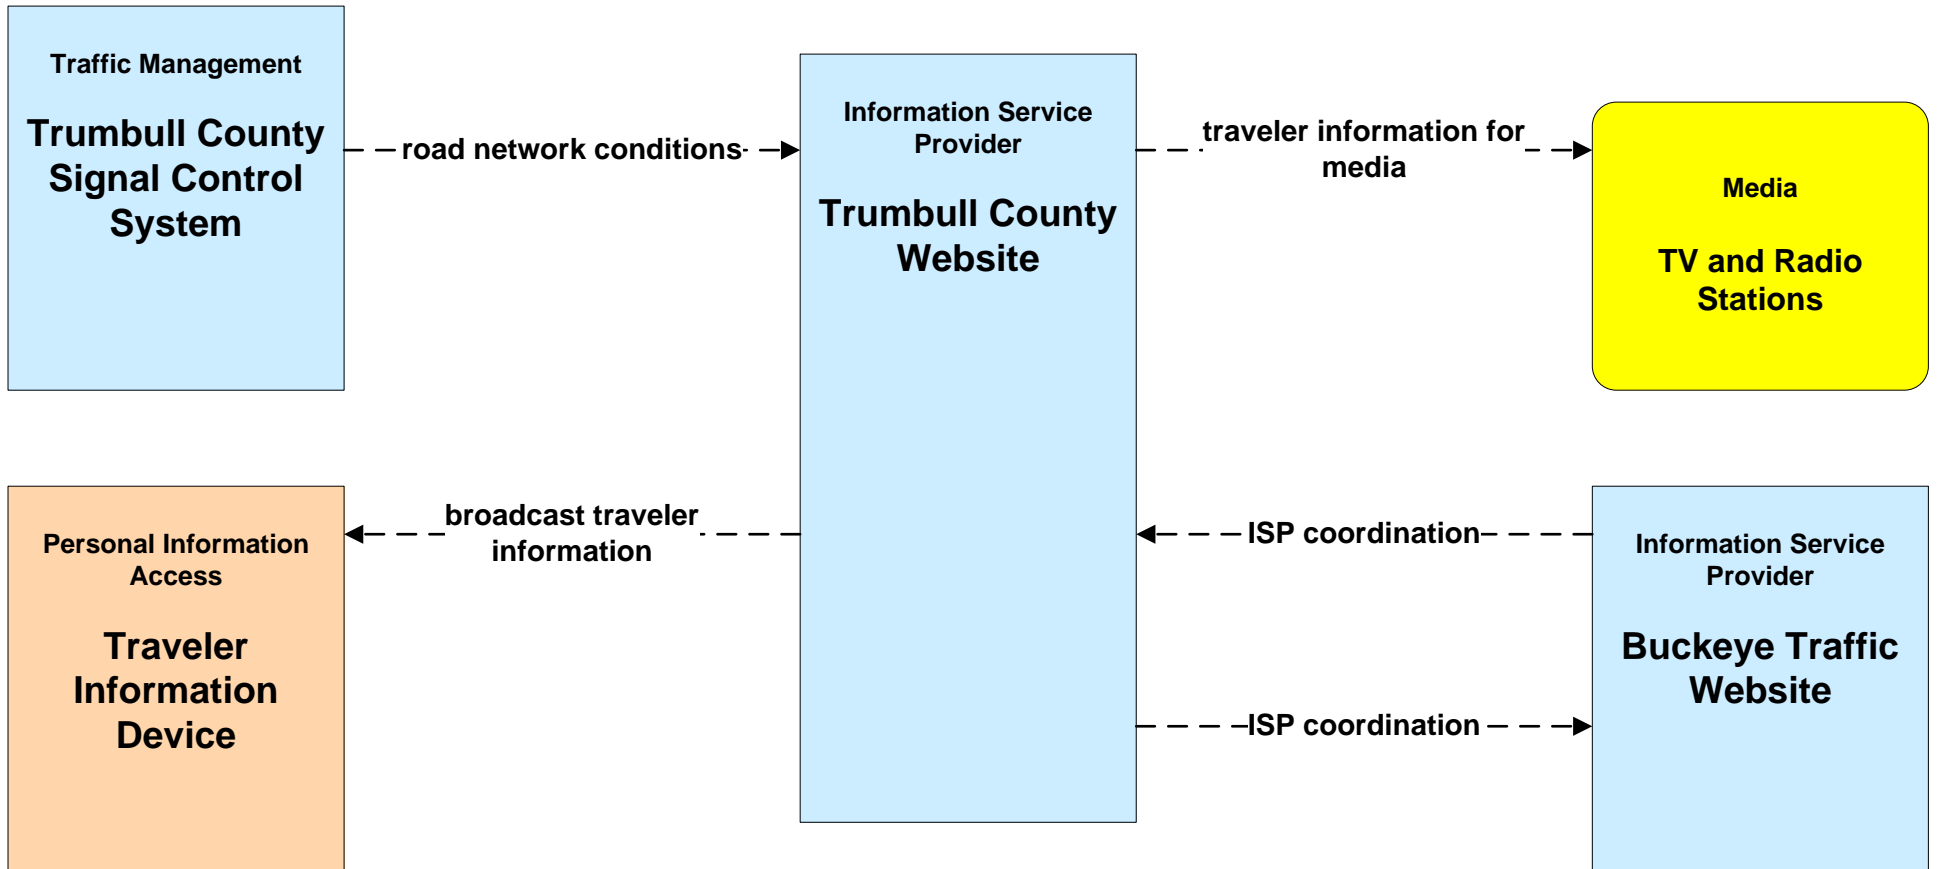 Traffic Management
Trumbull County
Signal Control
System
road network conditions
Information Service
Provider
Trumbull County
Website
traveler information for
media
Media
TV and Radio
Stations
Personal Information
Access
Traveler
Information
Device
broadcast traveler
information
ISP coordination
ISP coordination
Information Service
Provider
Buckeye Traffic
Website